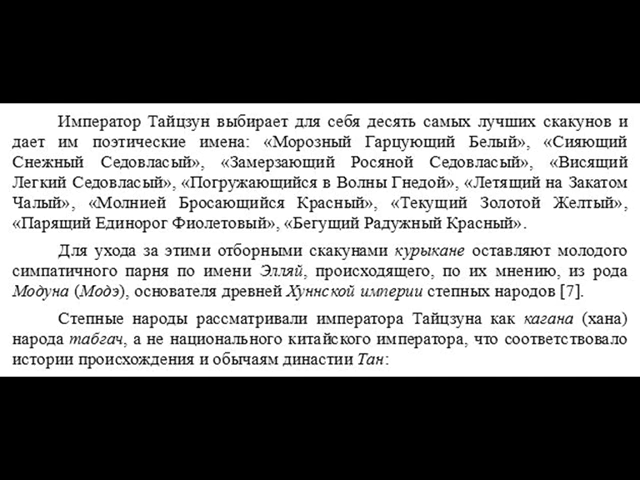 Император Тайцзун выбирает для себя десять самых лучших скакунов и
дает им поэтические имена: «Морозный Гарцующий Белый», «Сияющий
Снежный Седовласый», «Замерзающий Росяной Седовласый», «Висящий
Легкий Седовласый», «Погружающийся в Волны Гнедой», «Летящий на Закатом
Чалый», «Молнией Бросающийся Красный», «Текущий Золотой Желтый»,
«Парящий Единорог Фиолетовый», «Бегущий Радужный Красный».
Для ухода за этими отборными скакунами курыкане оставляют молодого
симпатичного парня по имени Элляй, происходящего, по их мнению, из рода
Модуна (Модэ), основателя древней Хуннской империи степных народов [7].
Степные народы рассматривали императора Тайцзуна как кагана (хана)
народа табгач, а не национального китайского императора, что соответствовало
истории происхождения и обычаям династии Тан: